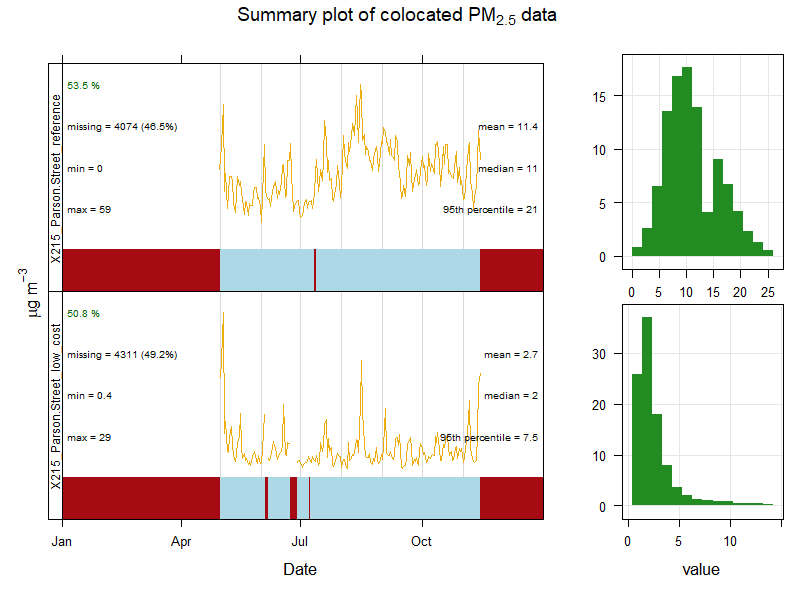 Summary plot of colocated PM2.5 data
µg m−3
X215_Parson.Street_reference
53.5 %
missing = 4074 (46.5%)
min = 0
max = 59
mean = 11.4
median = 11
95th percentile = 21
X215_Parson.Street_low_cost
50.8 %
missing = 4311 (49.2%)
min = 0.4
max = 29
mean = 2.7
median = 2
95th percentile = 7.5
Jan Apr Jul Oct
Date
15
10
5
0
0 5 10 15 20 25
30
20
10
0
0 5 10
value